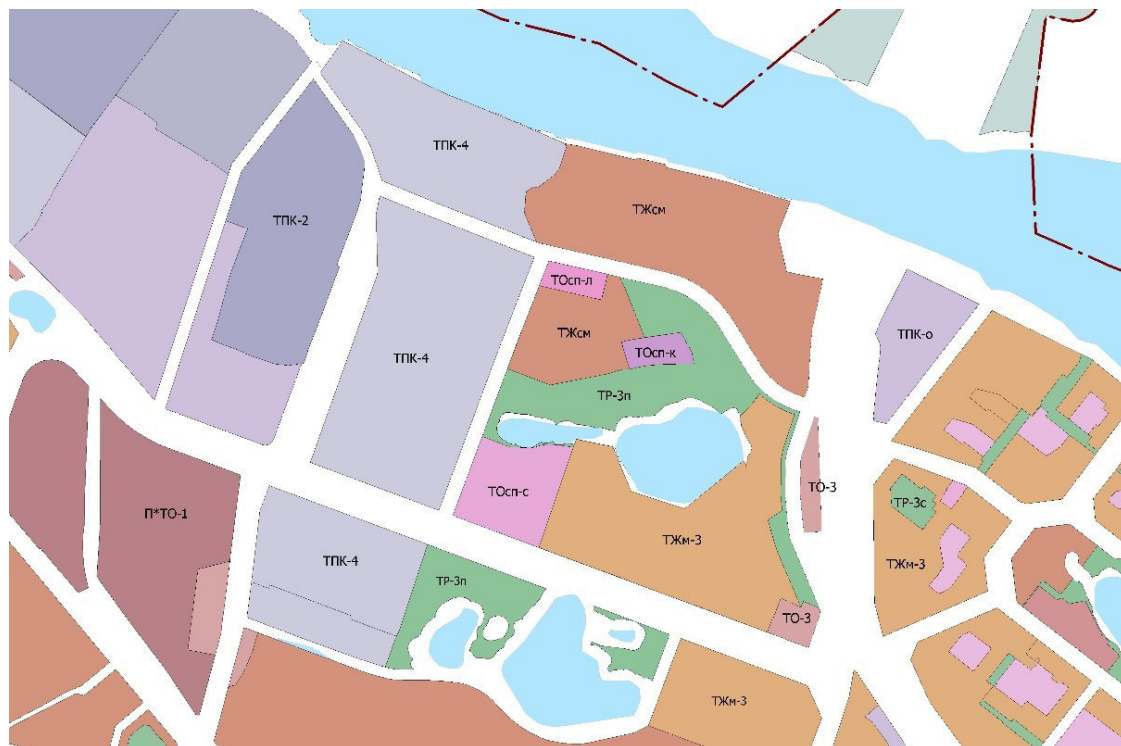 ТПК-4
ТЖсм
ТПК-2
ТОсп-л
ТЖсм
ТПК-о
ТОсп-к
ТПК-4
ТР-3п
ТОсп-с
ТО-3
ТР-3с
П*ТО-1
ТЖм-3
ТПК-4
ТЖм-3
ТР-3п
ТО-3
ТЖм-3